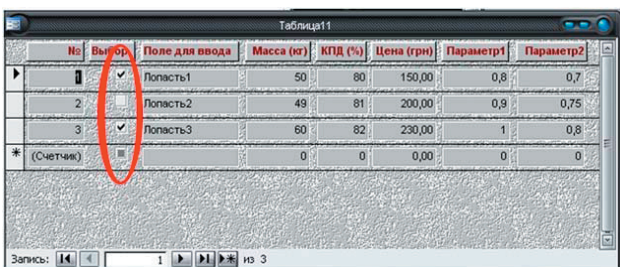 Таблица11
№ Выбор Поле для ввода Масса (кг) КПД (%) Цена (грн) Параметр1 Параметр2
1 Лопасть1 50 80 150,00 0,8 0,7
2 Лопасть2 49 81 200,00 0,9 0,75
3 Лопасть3 60 82 230,00 1 0,8
(Счетчик) 0 0 0,00 0 0
Запись: 1 из 3